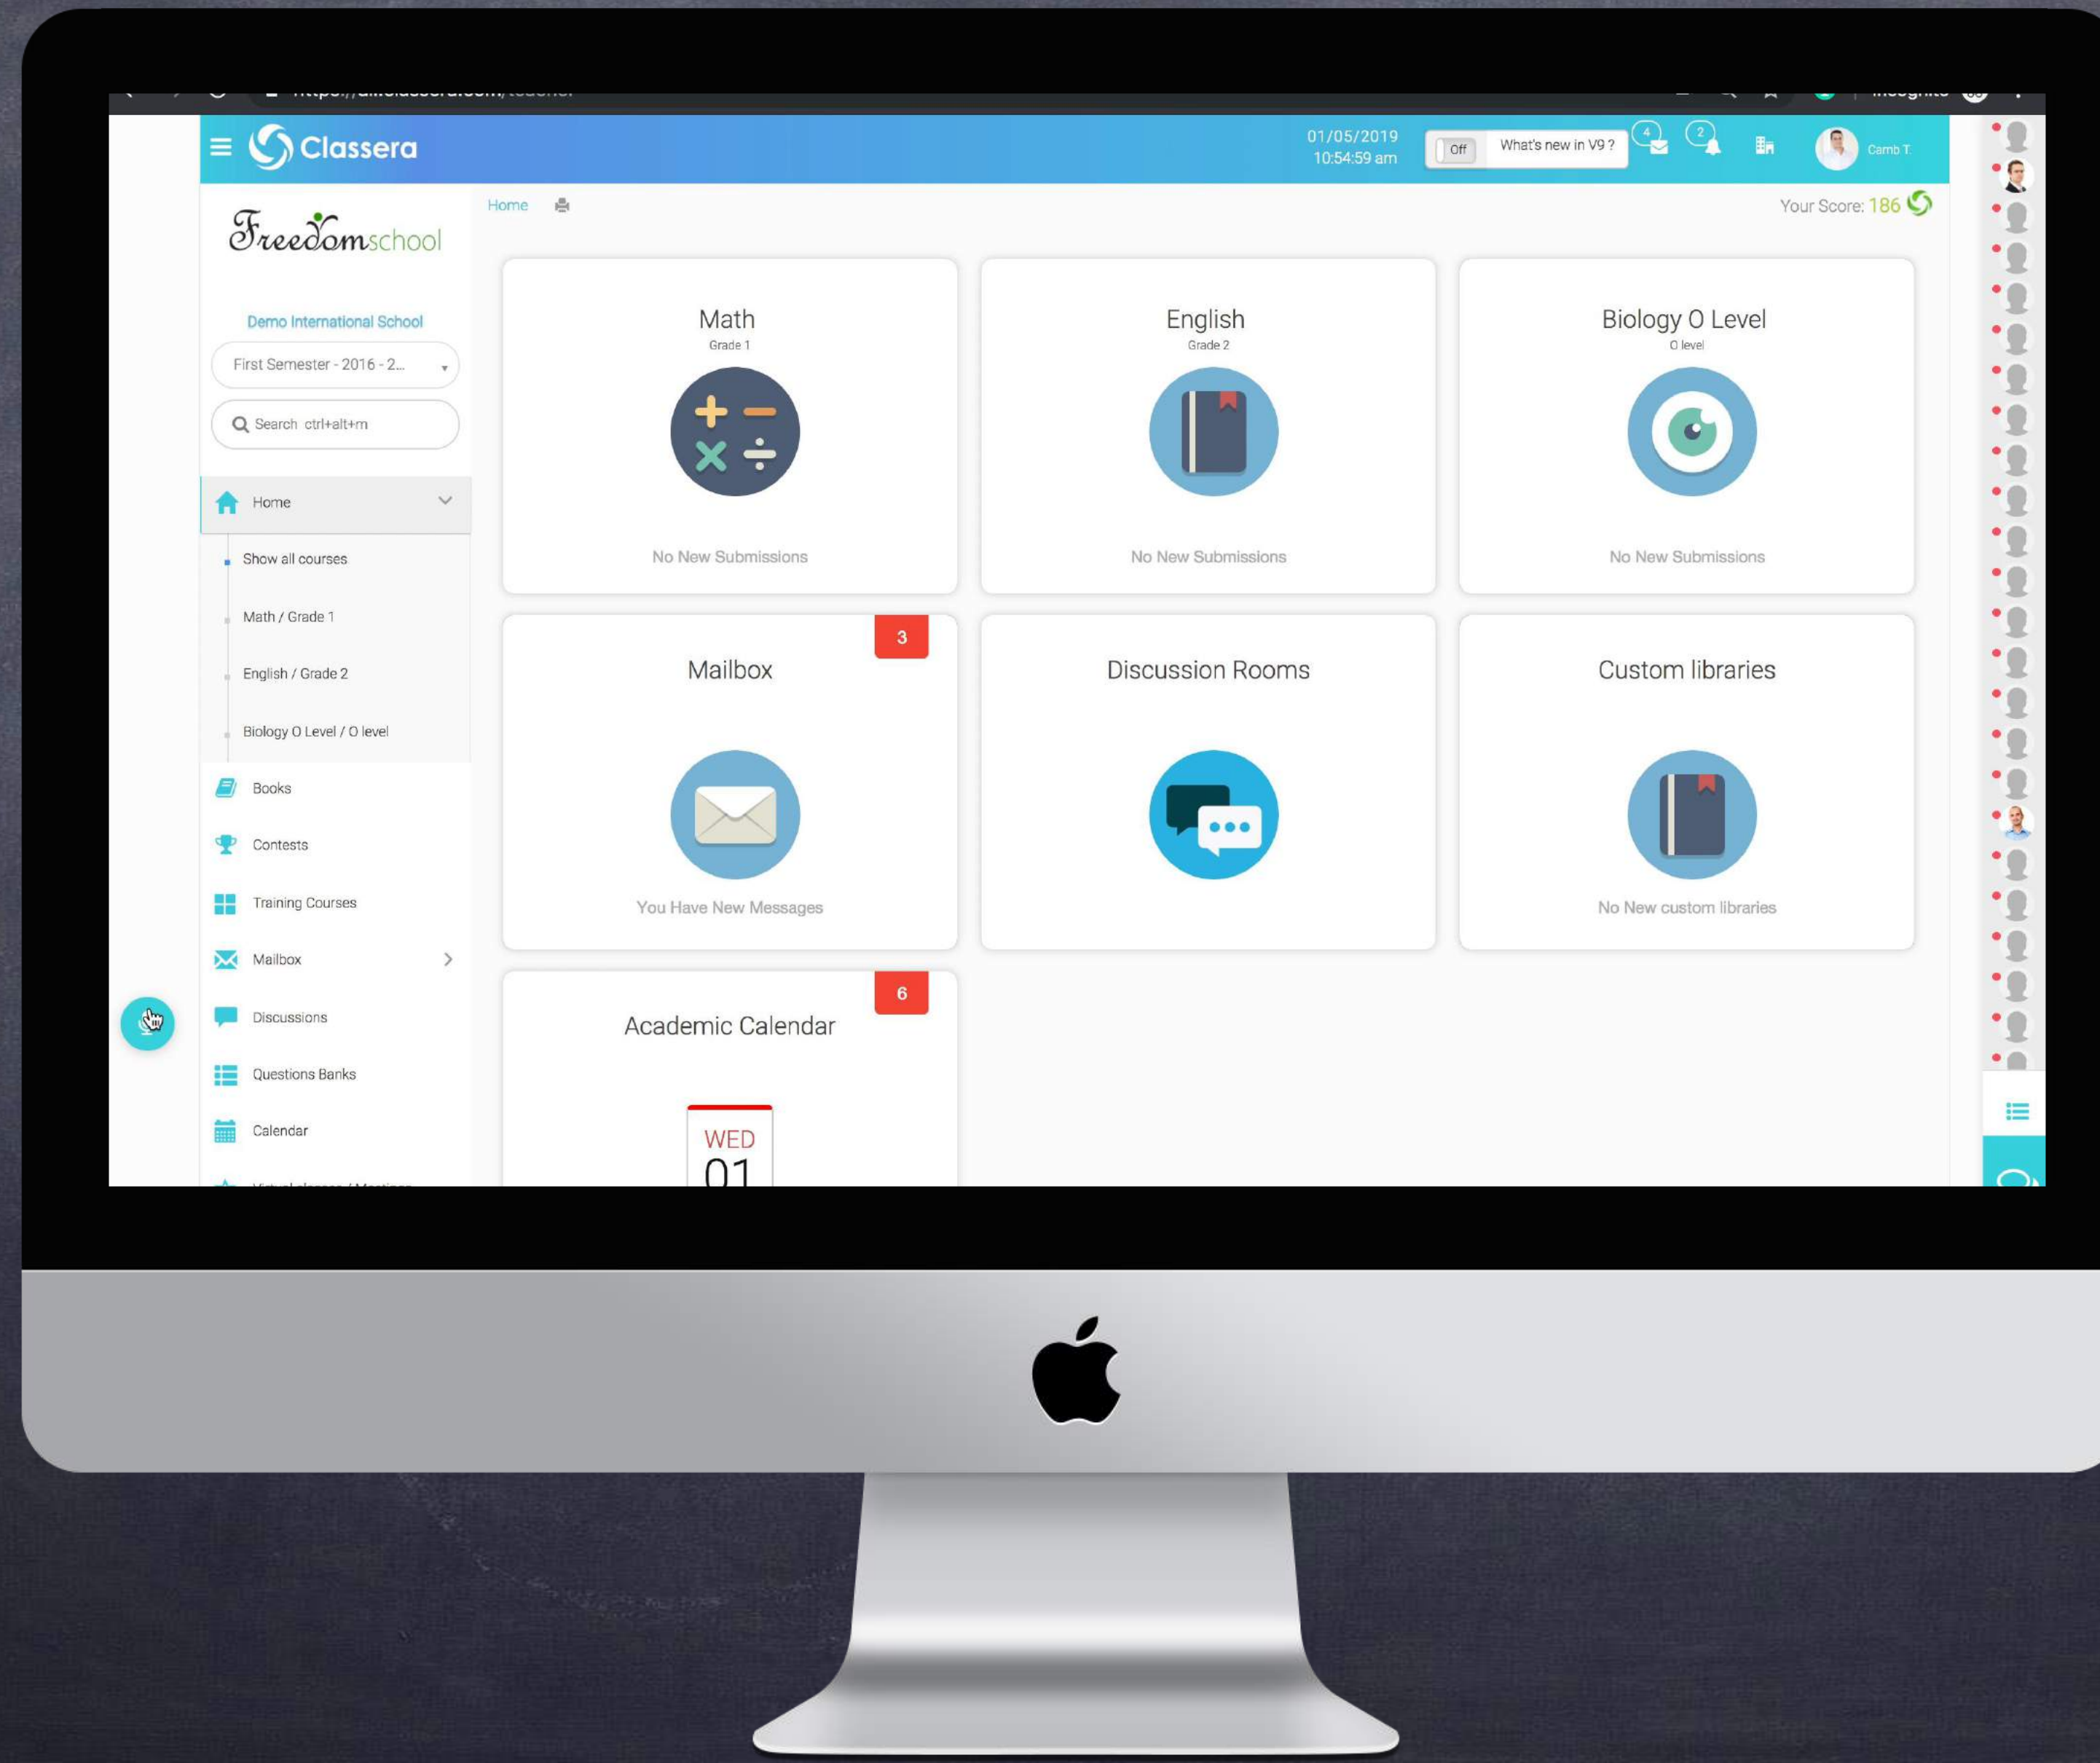 Classera
01/05/2019
10:54:59 am
Off
What's new in V9 ?
4
2
Camb T.
Freedomschool
Home
Your Score: 186
Demo International School
First Semester - 2016 - 2...
Search ctrl+alt+m
Home
Show all courses
Math / Grade 1
English / Grade 2
Biology O Level / O level
Books
Contests
Training Courses
Mailbox
Discussions
Questions Banks
Calendar
Math
Grade 1
No New Submissions
English
Grade 2
No New Submissions
Biology O Level
O level
No New Submissions
3
Mailbox
You Have New Messages
Discussion Rooms
Custom libraries
No New custom libraries
6
Academic Calendar
WED
01